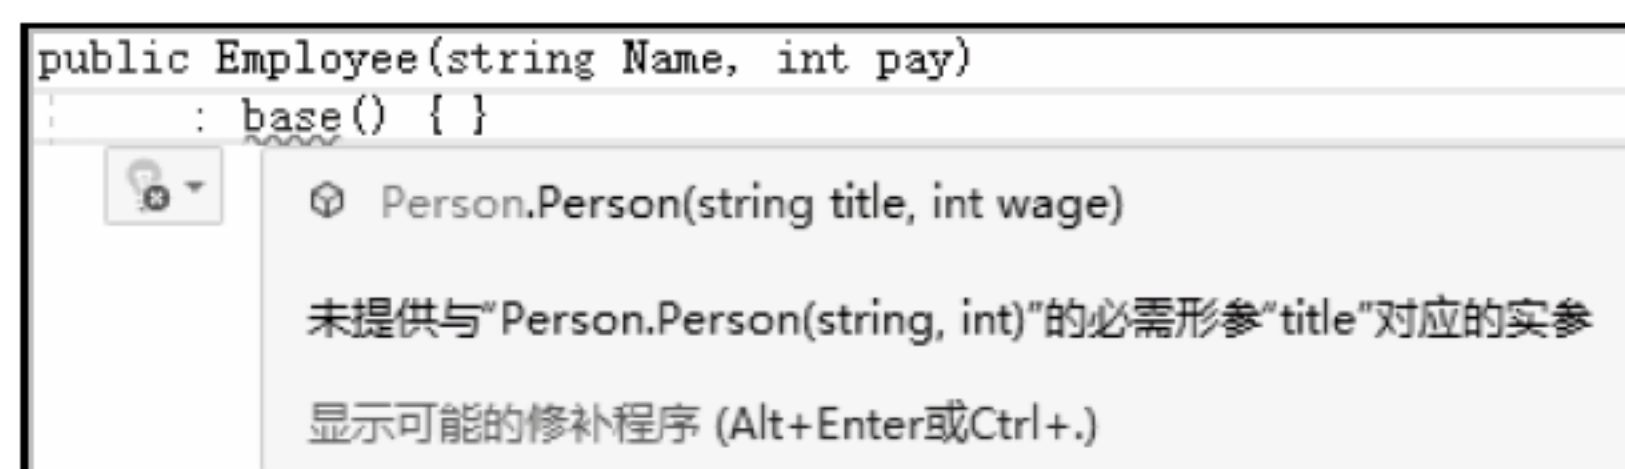 public Employee(string Name, int pay)
: base() { }
Person.Person(string title, int wage)
未提供与“Person.Person(string, int)”的必需形参“title”对应的实参
显示可能的修补程序 (Alt+Enter或Ctrl+.)